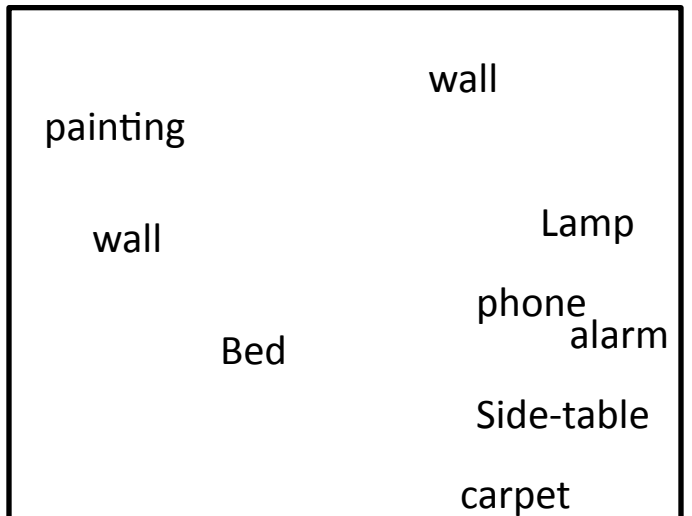 wall
painting
Lamp
wall
phone
alarm
Bed
Side-table
carpet